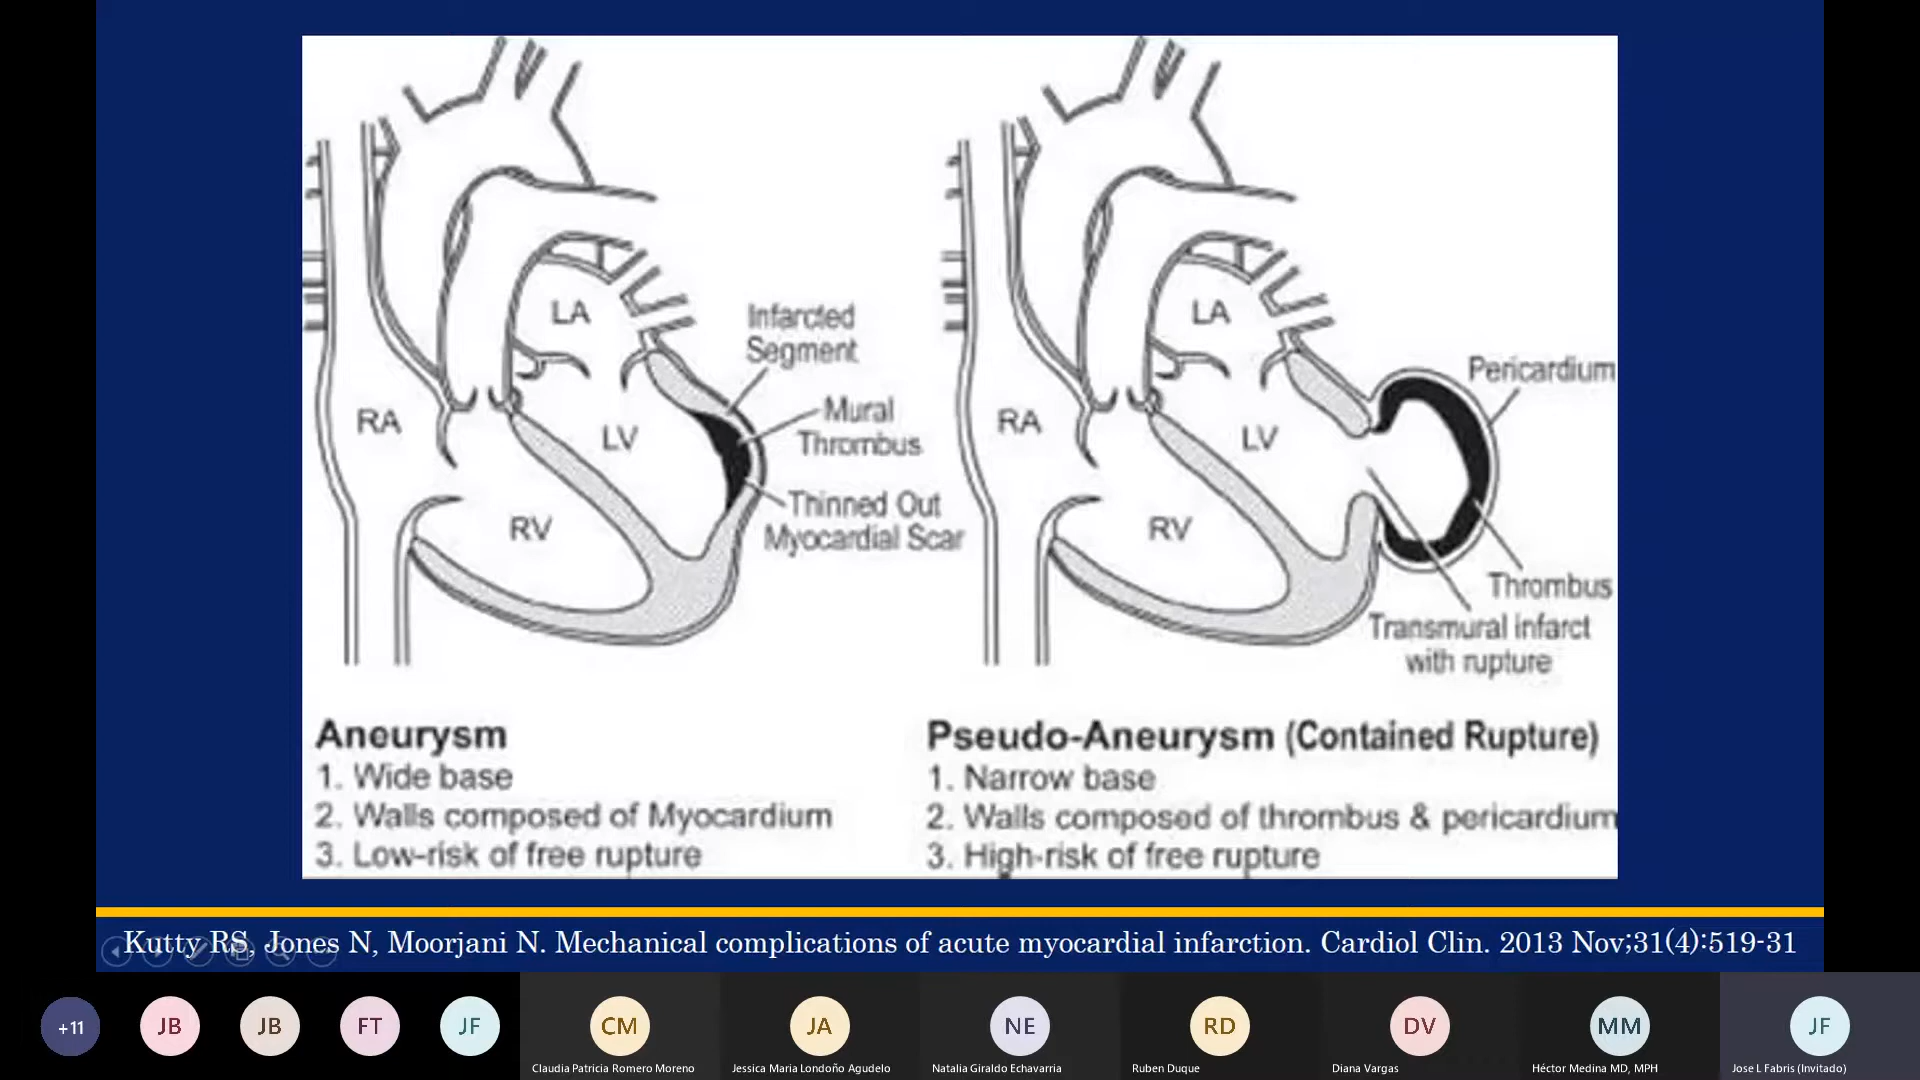 LA
Infarcted
Segment
Mural
Thrombus
RA
LV
Thinned Out
Myocardial Scar
RV
LA
Pericardium
RA
LV
RV
Thrombus
Transmural infarct
with rupture
Aneurysm
1. Wide base
2. Walls composed of Myocardium
3. Low-risk of free rupture
Pseudo-Aneurysm (Contained Rupture)
1. Narrow base
2. Walls composed of thrombus & pericardium
3. High-risk of free rupture
Kutty RS, Jones N, Moorjani N. Mechanical complications of acute myocardial infarction. Cardiol Clin. 2013 Nov;31(4):519-31
+11
JB
JB
FT
JF
CM
JA
NE
RD
DV
MM
JF
Claudia Patricia Romero Moreno
Jessica Maria Londoño Agudelo
Natalia Giraldo Echavarria
Ruben Duque
Diana Vargas
Héctor Medina MD, MPH
Jose L Fabris (Invitado)